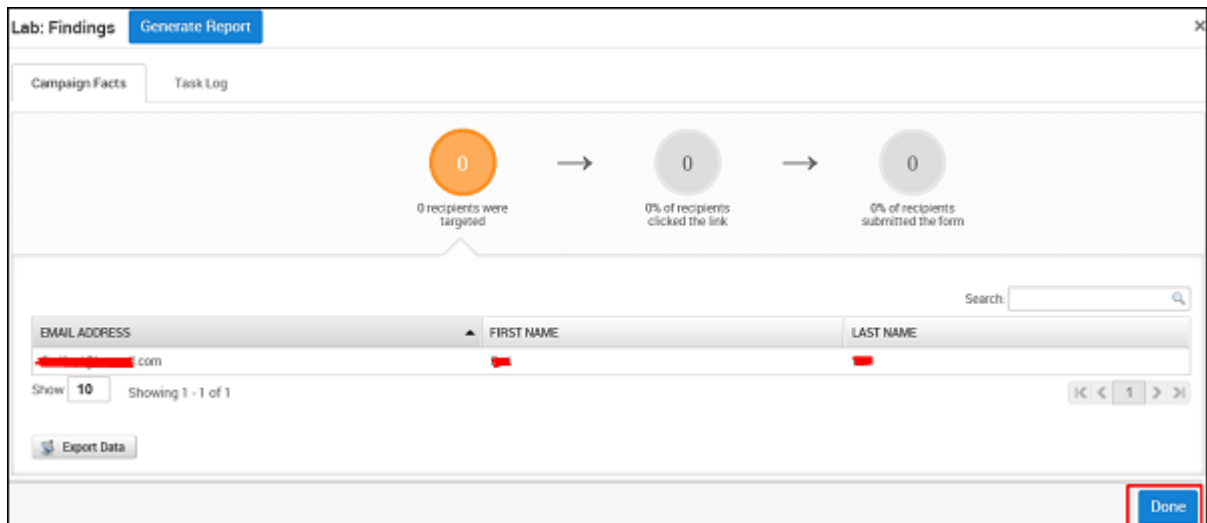 Lab: Findings Generate Report ×
Campaign Facts Task Log
0 → 0 → 0
0 recipients were targeted
0% of recipients clicked the link
0% of recipients submitted the form
Search:
EMAIL ADDRESS FIRST NAME LAST NAME
.com
Show 10 Showing 1 - 1 of 1 1
Export Data
Done